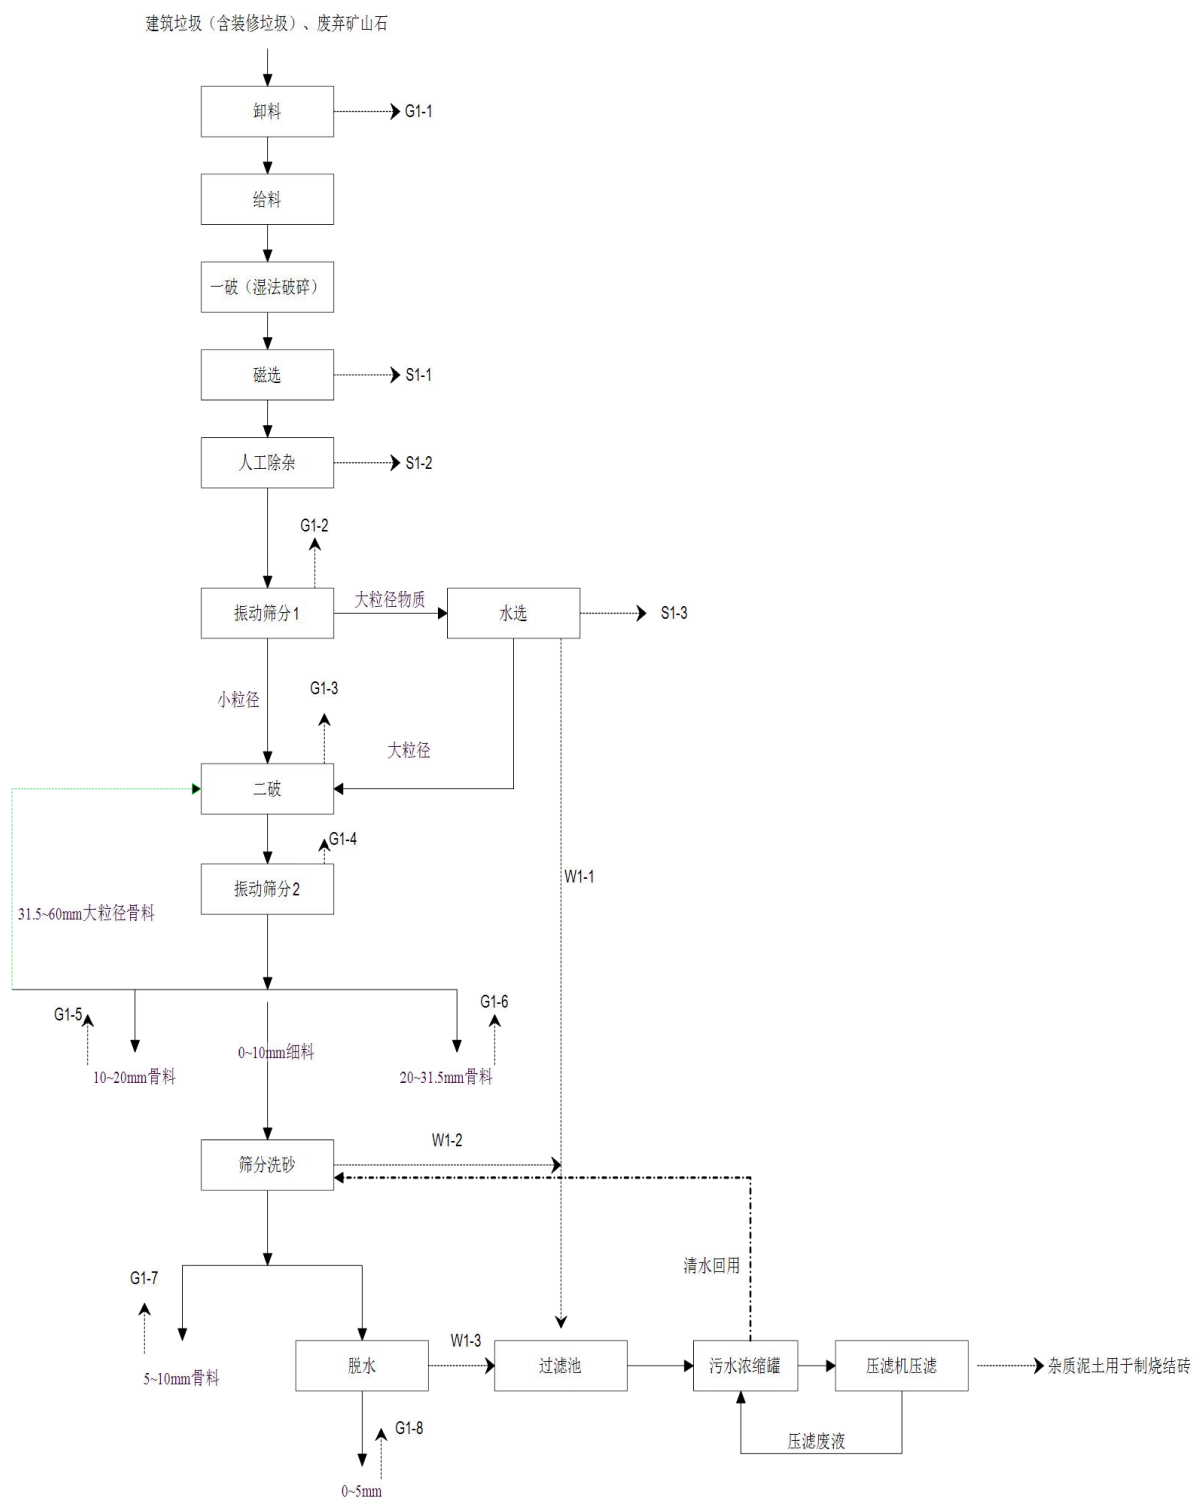 建筑垃圾（含装修垃圾）、废弃矿山石
卸料
G1-1
给料
一破（湿法破碎）
磁选
S1-1
人工除杂
S1-2
G1-2
振动筛分1
大粒径物质
水选
S1-3
小粒径
G1-3
大粒径
二破
G1-4
振动筛分2
W1-1
31.5~60mm大粒径骨料
G1-5
G1-6
0~10mm细料
10~20mm骨料
20~31.5mm骨料
W1-2
筛分洗砂
清水回用
G1-7
5~10mm骨料
脱水
W1-3
过滤池
污水浓缩罐
压滤机压滤
杂质泥土用于制烧结砖
G1-8
压滤废液
0~5mm